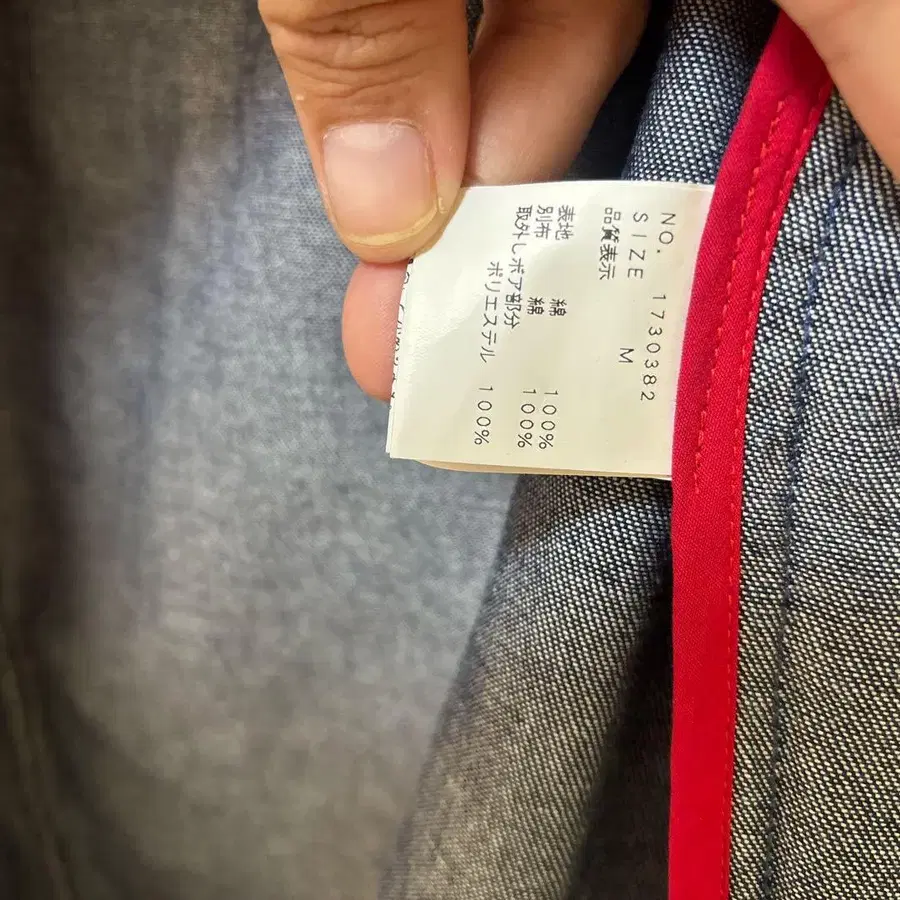 NO. 1730382
SIZE M
品質表示
表地 綿 100%
別布 綿 100%
取外しボア部分
ポリエステル 100%